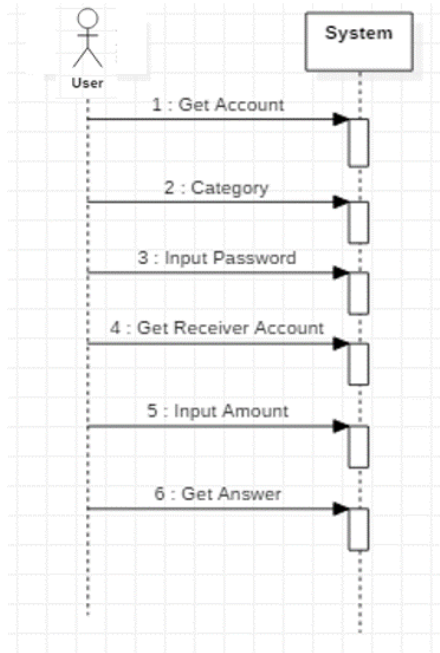 System
User
1 : Get Account
2 : Category
3 : Input Password
4 : Get Receiver Account
5 : Input Amount
6 : Get Answer